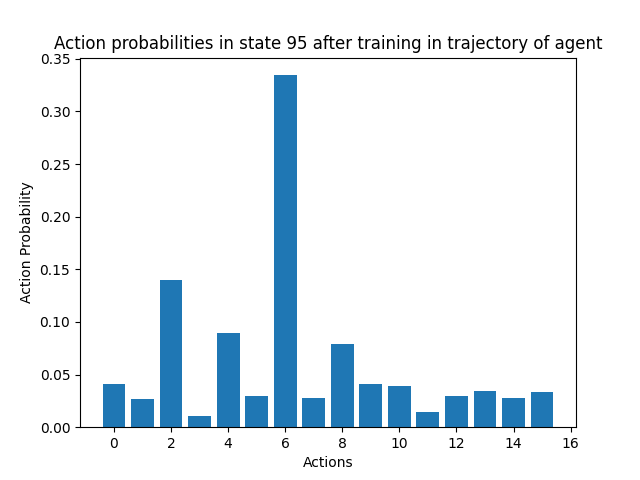 Action probabilities in state 95 after training in trajectory of agent
0.35
0.30
0.25
0.20
0.15
0.10
0.05
0.00
Action Probability
0 2 4 6 8 10 12 14 16
Actions